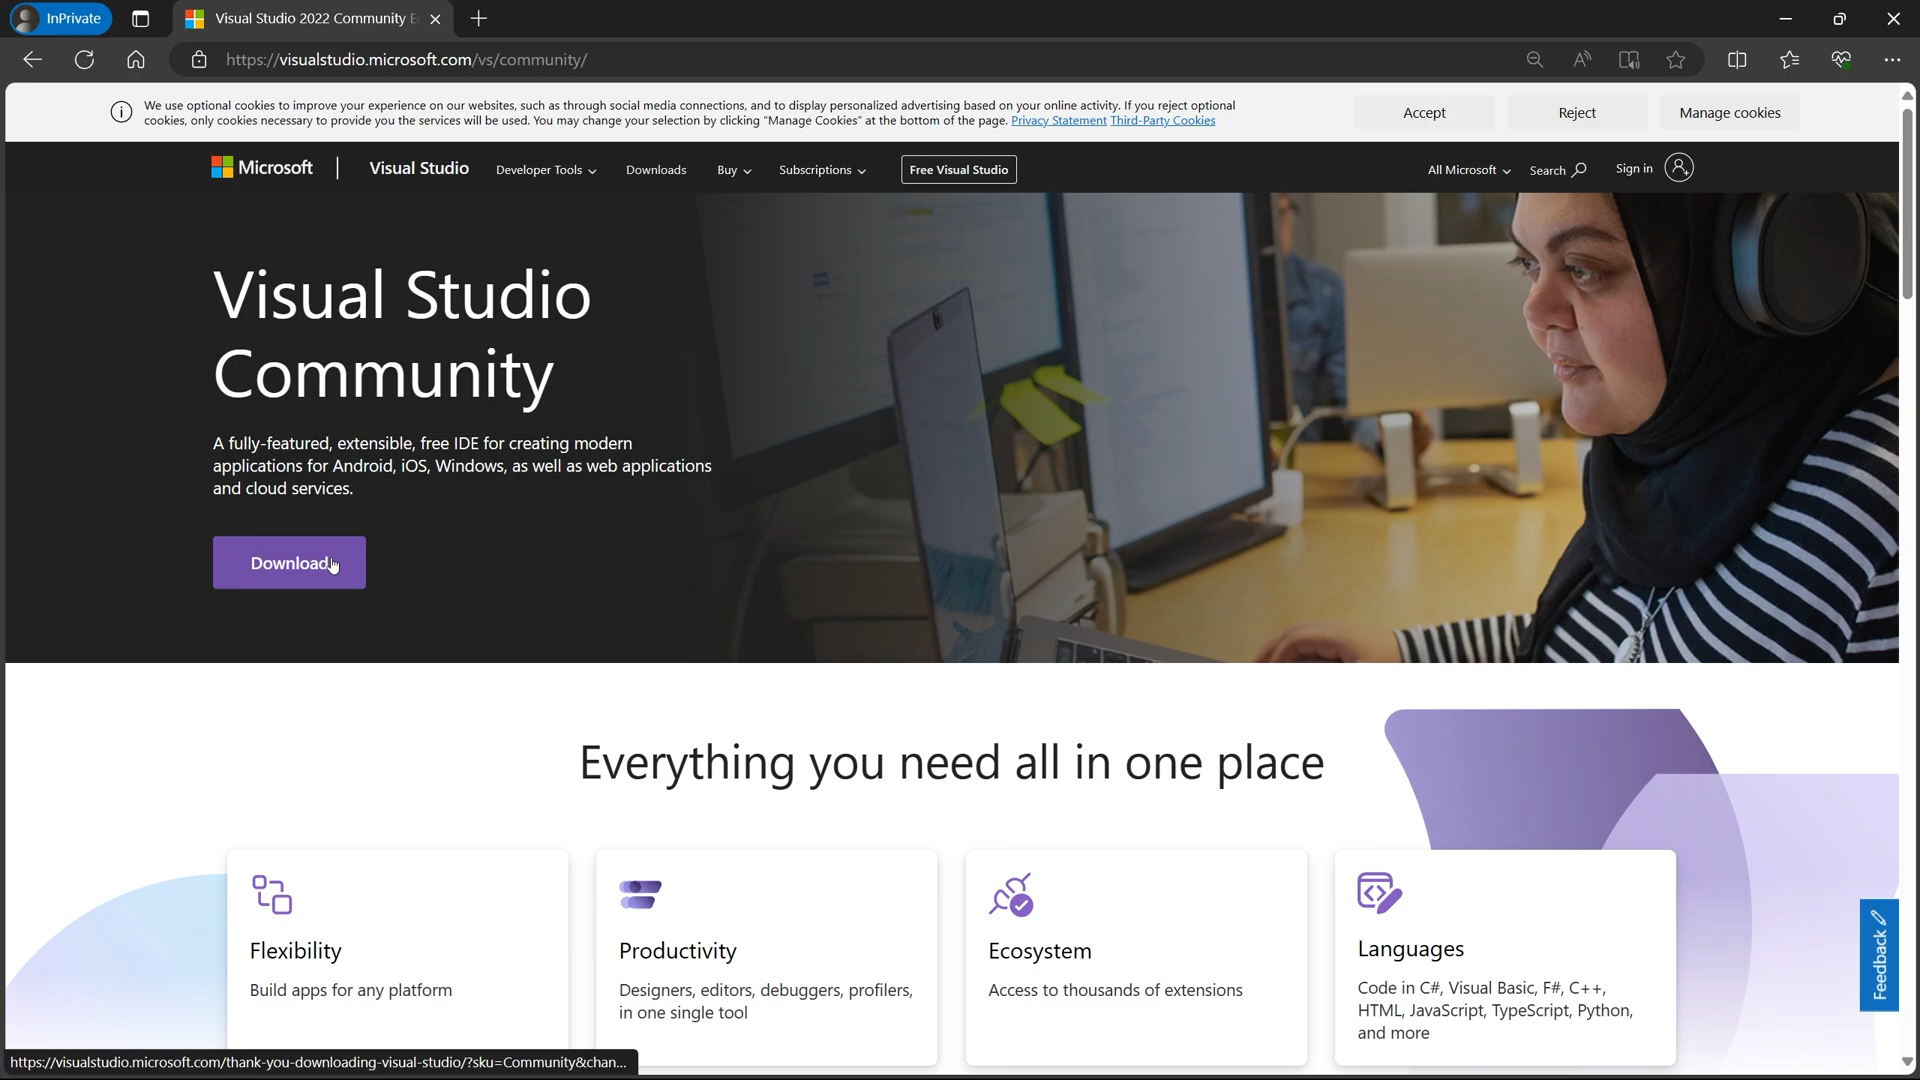 InPrivate
Visual Studio 2022 Community E
https://visualstudio.microsoft.com/vs/community/
We use optional cookies to improve your experience on our websites, such as through social media connections, and to display personalized advertising based on your online activity. If you reject optional
cookies, only cookies necessary to provide you the services will be used. You may change your selection by clicking "Manage Cookies" at the bottom of the page. Privacy Statement Third-Party Cookies
Accept
Reject
Manage cookies
Microsoft
Visual Studio
Developer Tools
Downloads
Buy
Subscriptions
Free Visual Studio
All Microsoft
Search
Sign in
Visual Studio
Community
A fully-featured, extensible, free IDE for creating modern
applications for Android, iOS, Windows, as well as web applications
and cloud services.
Download
Everything you need all in one place
Flexibility
Build apps for any platform
Productivity
Designers, editors, debuggers, profilers,
in one single tool
Ecosystem
Access to thousands of extensions
Languages
Code in C#, Visual Basic, F#, C++,
HTML, JavaScript, TypeScript, Python,
and more
Feedback
https://visualstudio.microsoft.com/thank-you-downloading-visual-studio/?sku=Community&chan...